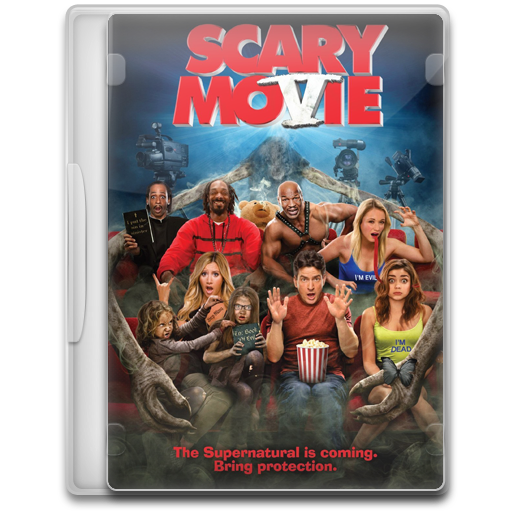 SCARY
MOVIE
V
I'M EVIL
I'M
DEAD
The Supernatural is coming.
Bring protection.